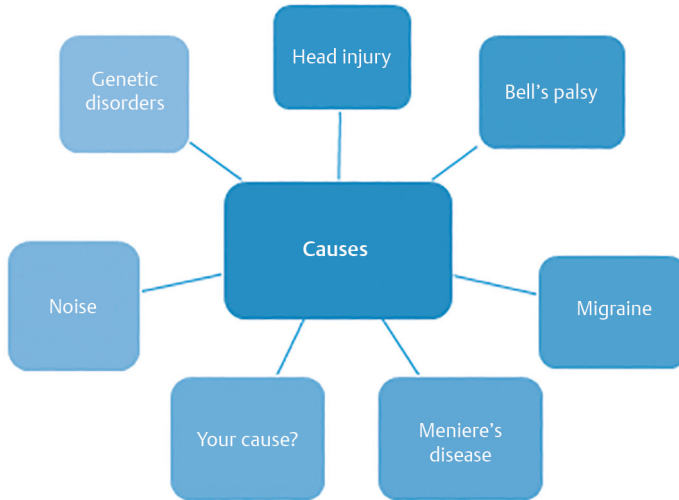 Head injury
Genetic
disorders
Bell's palsy
Causes
Noise
Migraine
Your cause?
Meniere's
disease